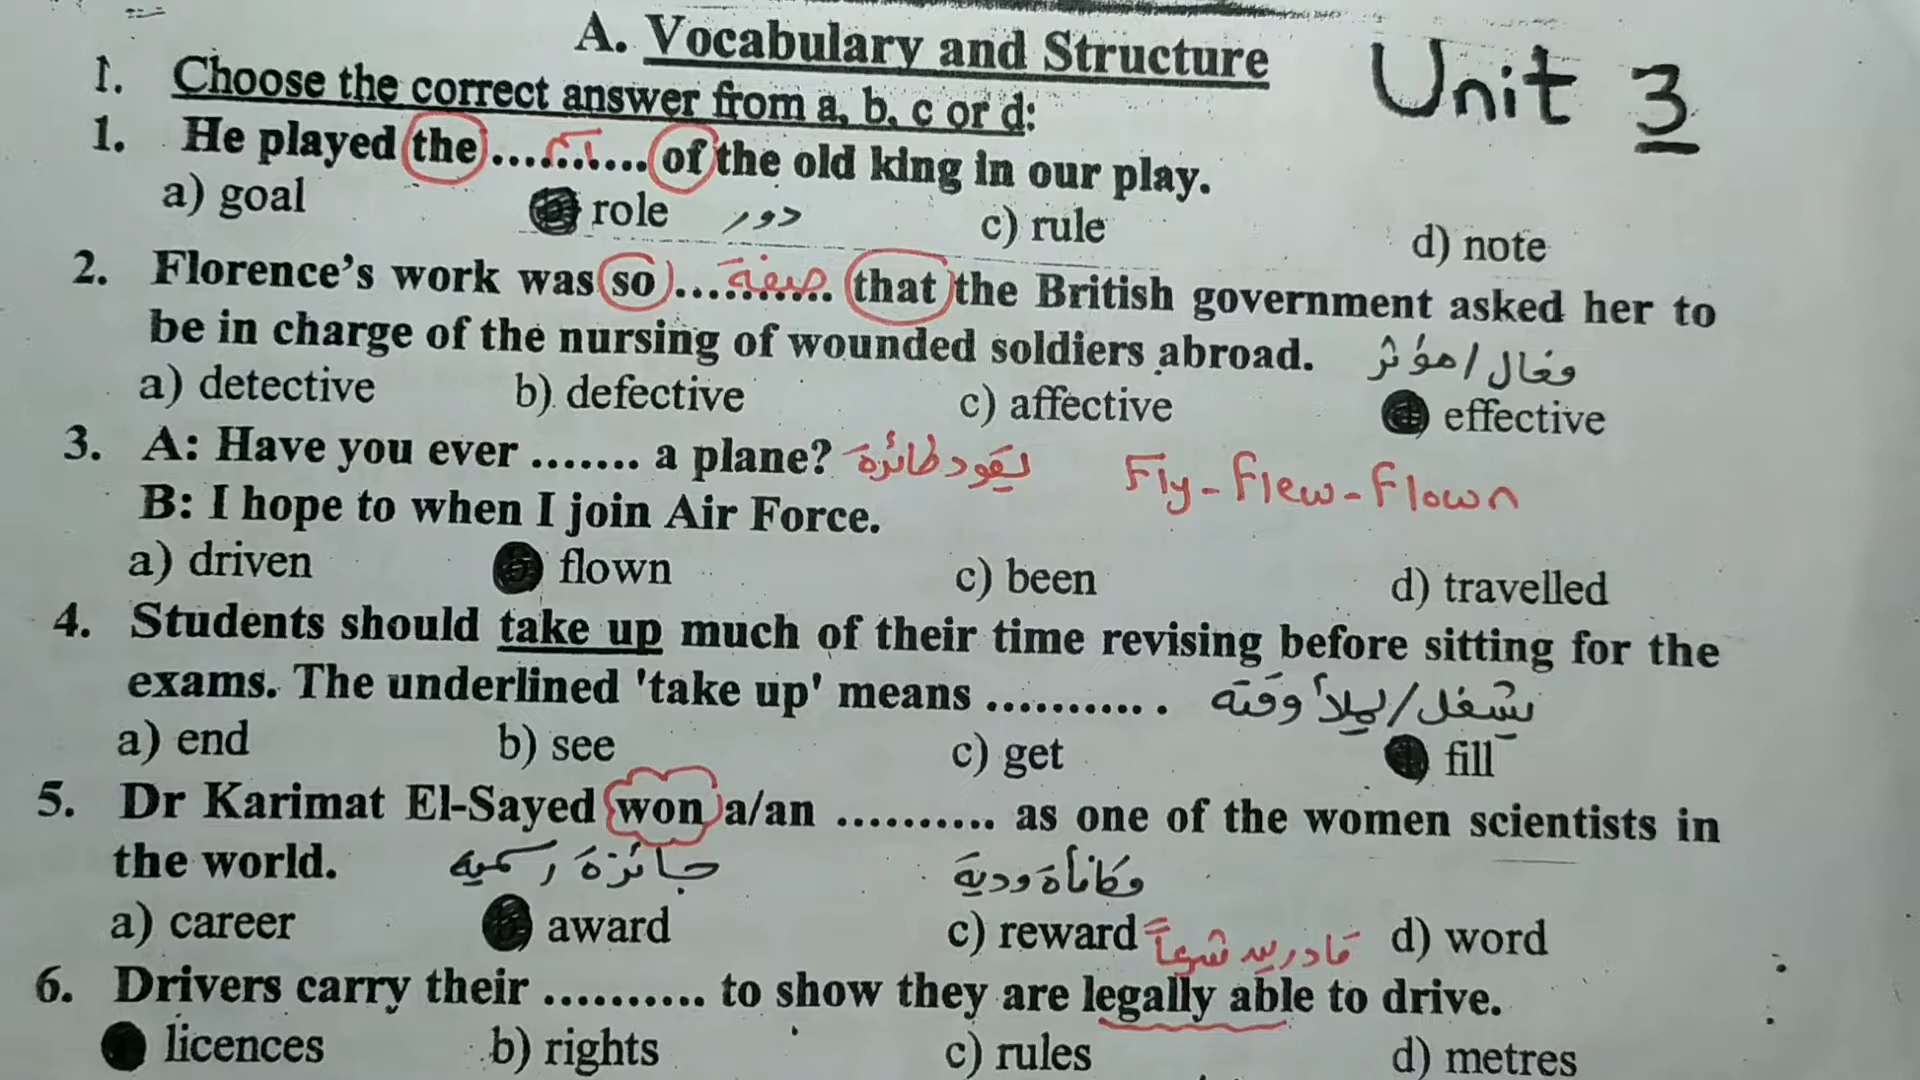 A. Vocabulary and Structure
Unit 3
1. Choose the correct answer from a, b, c or d:
1. He played the .......... of the old king in our play.
a) goal b) role دور c) rule d) note
2. Florence's work was so .......... that the British government asked her to
صفة
be in charge of the nursing of wounded soldiers abroad. فعال / مؤثر
a) detective b) defective c) affective d) effective
3. A: Have you ever ....... a plane? يقود طائرة Fly - Flew - Flown
B: I hope to when I join Air Force.
a) driven b) flown c) been d) travelled
4. Students should take up much of their time revising before sitting for the
exams. The underlined 'take up' means ........... . يشغل / يملأ وقته
a) end b) see c) get d) fill
5. Dr Karimat El-Sayed won a/an .......... as one of the women scientists in
the world. جائزة رسمية مكافأة ودية
a) career b) award c) reward d) word
قادرين شرعاً
6. Drivers carry their .......... to show they are legally able to drive.
a) licences b) rights c) rules d) metres